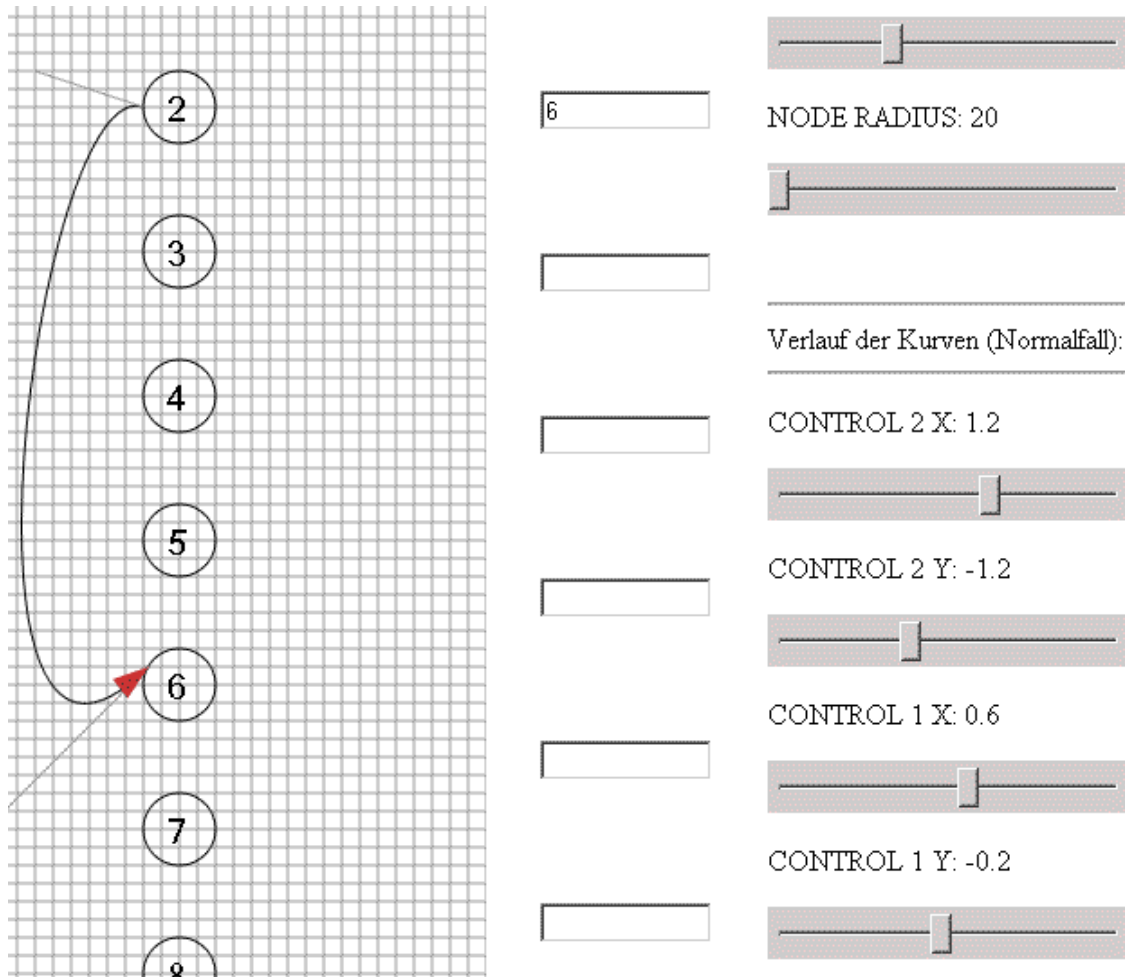 2
6
NODE RADIUS: 20
3
Verlauf der Kurven (Normalfall):
4
CONTROL 2 X: 1.2
5
CONTROL 2 Y: -1.2
6
CONTROL 1 X: 0.6
7
CONTROL 1 Y: -0.2
8